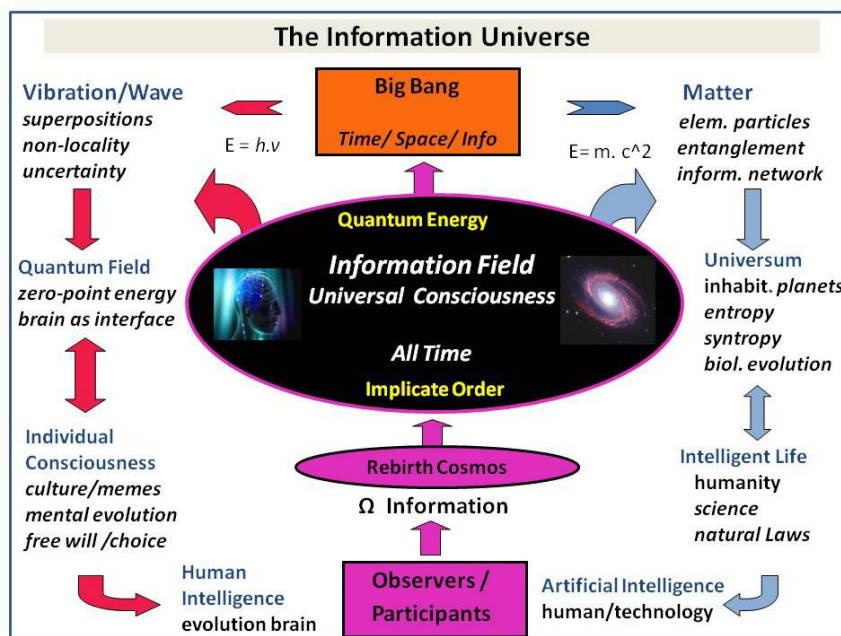 The Information Universe
Vibration/Wave
superpositions
non-locality
uncertainty
E = h.v
Big Bang
Time/ Space/ Info
E= m. c^2
Matter
elem. particles
entanglement
inform. network
Quantum Energy
Information Field
Universal Consciousness
All Time
Implicate Order
Quantum Field
zero-point energy
brain as interface
Universum
inhabit. planets
entropy
syntropy
biol. evolution
Individual
Consciousness
culture/memes
mental evolution
free will /choice
Rebirth Cosmos
Ω Information
Intelligent Life
humanity
science
natural Laws
Human
Intelligence
evolution brain
Observers /
Participants
Artificial Intelligence
human/technology